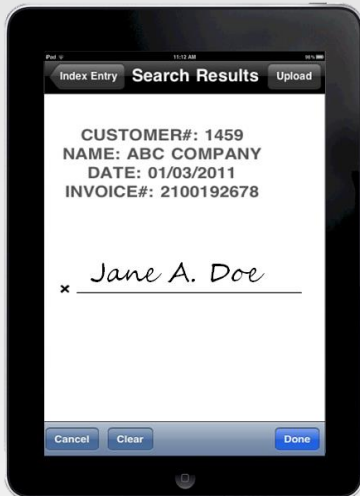 iPad 11:12 AM 96%
Index Entry Search Results Upload
CUSTOMER#: 1459
NAME: ABC COMPANY
DATE: 01/03/2011
INVOICE#: 2100192678
Jane A. Doe
x
Cancel Clear Done